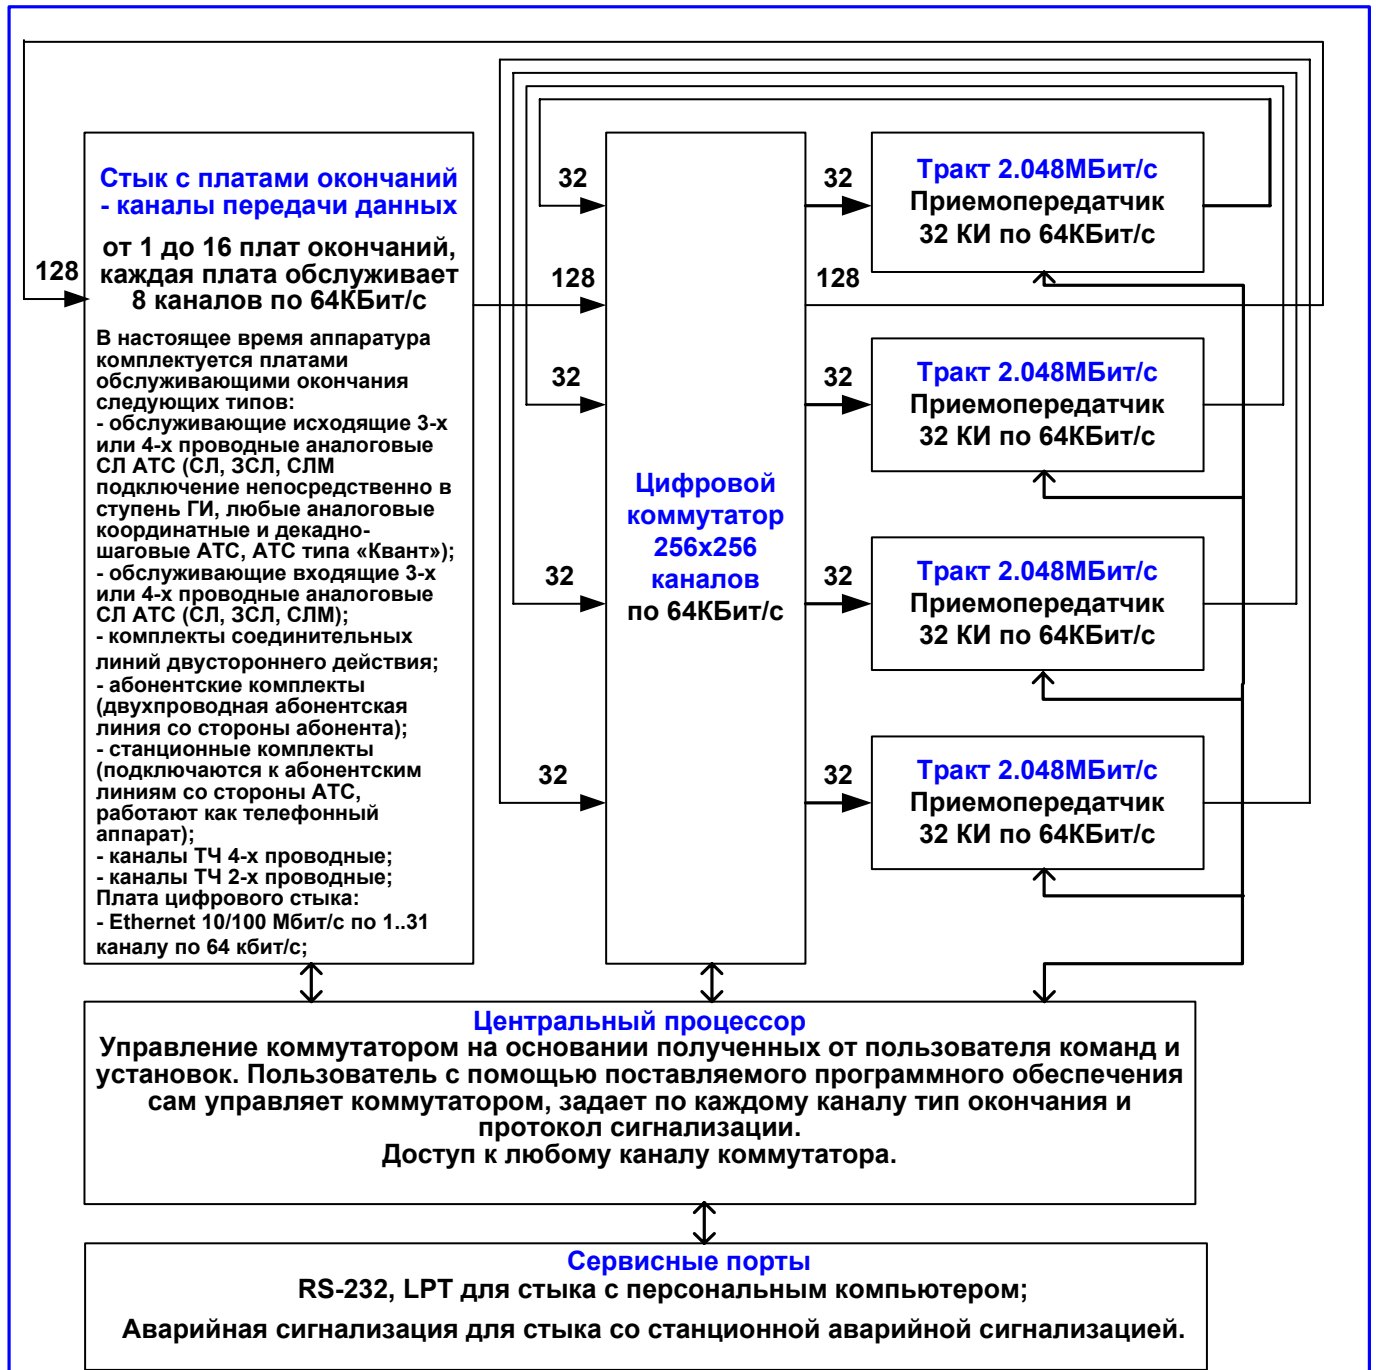 Стык с платами окончаний
- каналы передачи данных
от 1 до 16 плат окончаний,
каждая плата обслуживает
8 каналов по 64КБит/с
В настоящее время аппаратура
комплектуется платами
обслуживающими окончания
следующих типов:
- обслуживающие исходящие 3-х
или 4-х проводные аналоговые
СЛ АТС (СЛ, ЗСЛ, СЛМ
подключение непосредственно в
ступень ГИ, любые аналоговые
координатные и декадно-
шаговые АТС, АТС типа «Квант»);
- обслуживающие входящие 3-х
или 4-х проводные аналоговые
СЛ АТС (СЛ, ЗСЛ, СЛМ);
- комплекты соединительных
линий двустороннего действия;
- абонентские комплекты
(двухпроводная абонентская
линия со стороны абонента);
- станционные комплекты
(подключаются к абонентским
линиям со стороны АТС,
работают как телефонный
аппарат);
- каналы ТЧ 4-х проводные;
- каналы ТЧ 2-х проводные;
Плата цифрового стыка:
- Ethernet 10/100 Мбит/с по 1..31
каналу по 64 кбит/с;
128
32
128
32
32
32
Цифровой
коммутатор
256х256
каналов
по 64КБит/с
32
128
32
32
32
Тракт 2.048МБит/с
Приемопередатчик
32 КИ по 64КБит/с
Тракт 2.048МБит/с
Приемопередатчик
32 КИ по 64КБит/с
Тракт 2.048МБит/с
Приемопередатчик
32 КИ по 64КБит/с
Тракт 2.048МБит/с
Приемопередатчик
32 КИ по 64КБит/с
Центральный процессор
Управление коммутатором на основании полученных от пользователя команд и
установок. Пользователь с помощью поставляемого программного обеспечения
сам управляет коммутатором, задает по каждому каналу тип окончания и
протокол сигнализации.
Доступ к любому каналу коммутатора.
Сервисные порты
RS-232, LPT для стыка с персональным компьютером;
Аварийная сигнализация для стыка со станционной аварийной сигнализацией.